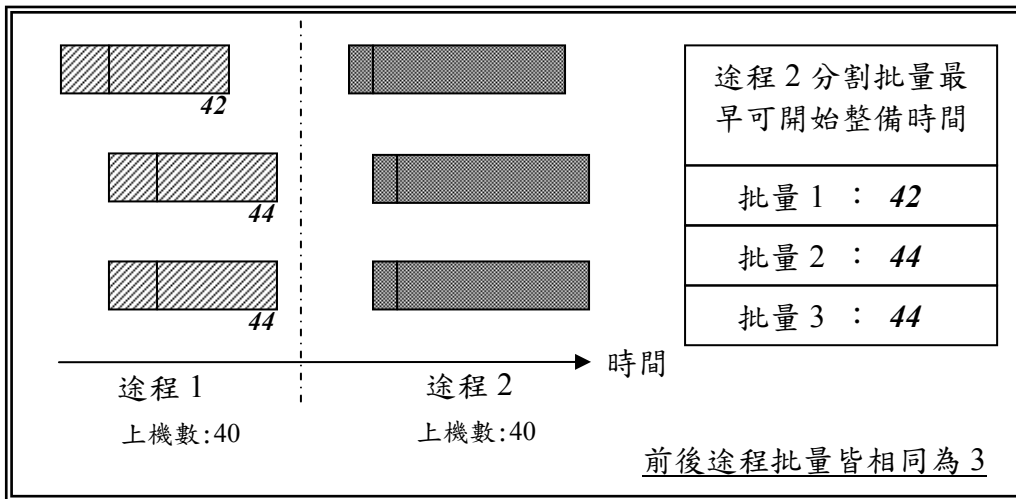 42
44
44
時間
途程 1
途程 2
上機數:40
上機數:40
途程 2 分割批量最
早可開始整備時間
批量 1 : 42
批量 2 : 44
批量 3 : 44
前後途程批量皆相同為 3